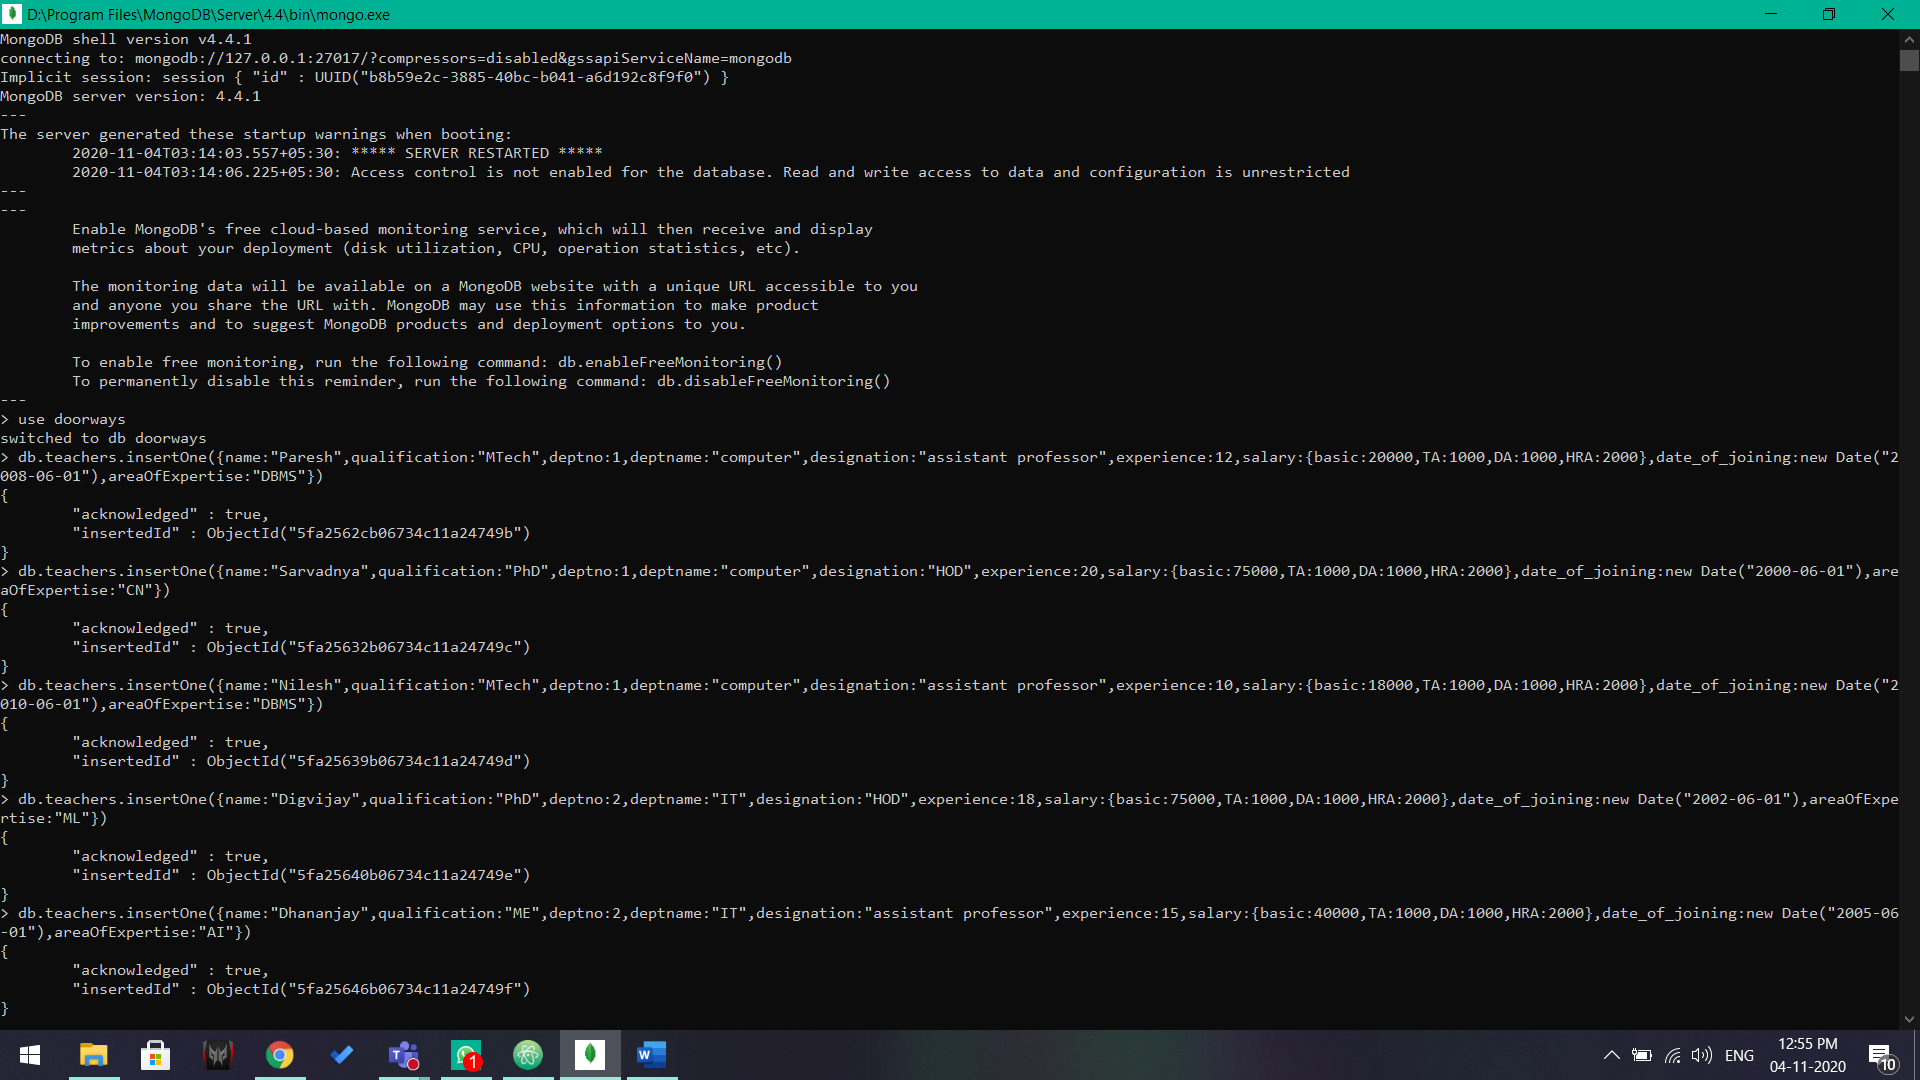 D:\Program Files\MongoDB\Server\4.4\bin\mongo.exe
MongoDB shell version v4.4.1
connecting to: mongodb://127.0.0.1:27017/?compressors=disabled&gssapiServiceName=mongodb
Implicit session: session { "id" : UUID("b8b59e2c-3885-40bc-b041-a6d192c8f9f0") }
MongoDB server version: 4.4.1
---
The server generated these startup warnings when booting:
        2020-11-04T03:14:03.557+05:30: ***** SERVER RESTARTED *****
        2020-11-04T03:14:06.225+05:30: Access control is not enabled for the database. Read and write access to data and configuration is unrestricted
---
---
        Enable MongoDB's free cloud-based monitoring service, which will then receive and display
        metrics about your deployment (disk utilization, CPU, operation statistics, etc).

        The monitoring data will be available on a MongoDB website with a unique URL accessible to you
        and anyone you share the URL with. MongoDB may use this information to make product
        improvements and to suggest MongoDB products and deployment options to you.

        To enable free monitoring, run the following command: db.enableFreeMonitoring()
        To permanently disable this reminder, run the following command: db.disableFreeMonitoring()
---
> use doorways
switched to db doorways
> db.teachers.insertOne({name:"Paresh",qualification:"MTech",deptno:1,deptname:"computer",designation:"assistant professor",experience:12,salary:{basic:20000,TA:1000,DA:1000,HRA:2000},date_of_joining:new Date("2
008-06-01"),areaOfExpertise:"DBMS"})
{
        "acknowledged" : true,
        "insertedId" : ObjectId("5fa2562cb06734c11a24749b")
}
> db.teachers.insertOne({name:"Sarvadnya",qualification:"PhD",deptno:1,deptname:"computer",designation:"HOD",experience:20,salary:{basic:75000,TA:1000,DA:1000,HRA:2000},date_of_joining:new Date("2000-06-01"),are
aOfExpertise:"CN"})
{
        "acknowledged" : true,
        "insertedId" : ObjectId("5fa25632b06734c11a24749c")
}
> db.teachers.insertOne({name:"Nilesh",qualification:"MTech",deptno:1,deptname:"computer",designation:"assistant professor",experience:10,salary:{basic:18000,TA:1000,DA:1000,HRA:2000},date_of_joining:new Date("2
010-06-01"),areaOfExpertise:"DBMS"})
{
        "acknowledged" : true,
        "insertedId" : ObjectId("5fa25639b06734c11a24749d")
}
> db.teachers.insertOne({name:"Digvijay",qualification:"PhD",deptno:2,deptname:"IT",designation:"HOD",experience:18,salary:{basic:75000,TA:1000,DA:1000,HRA:2000},date_of_joining:new Date("2002-06-01"),areaOfExpe
rtise:"ML"})
{
        "acknowledged" : true,
        "insertedId" : ObjectId("5fa25640b06734c11a24749e")
}
> db.teachers.insertOne({name:"Dhananjay",qualification:"ME",deptno:2,deptname:"IT",designation:"assistant professor",experience:15,salary:{basic:40000,TA:1000,DA:1000,HRA:2000},date_of_joining:new Date("2005-06
-01"),areaOfExpertise:"AI"})
{
        "acknowledged" : true,
        "insertedId" : ObjectId("5fa25646b06734c11a24749f")
}
1
ENG
12:55 PM
04-11-2020
10